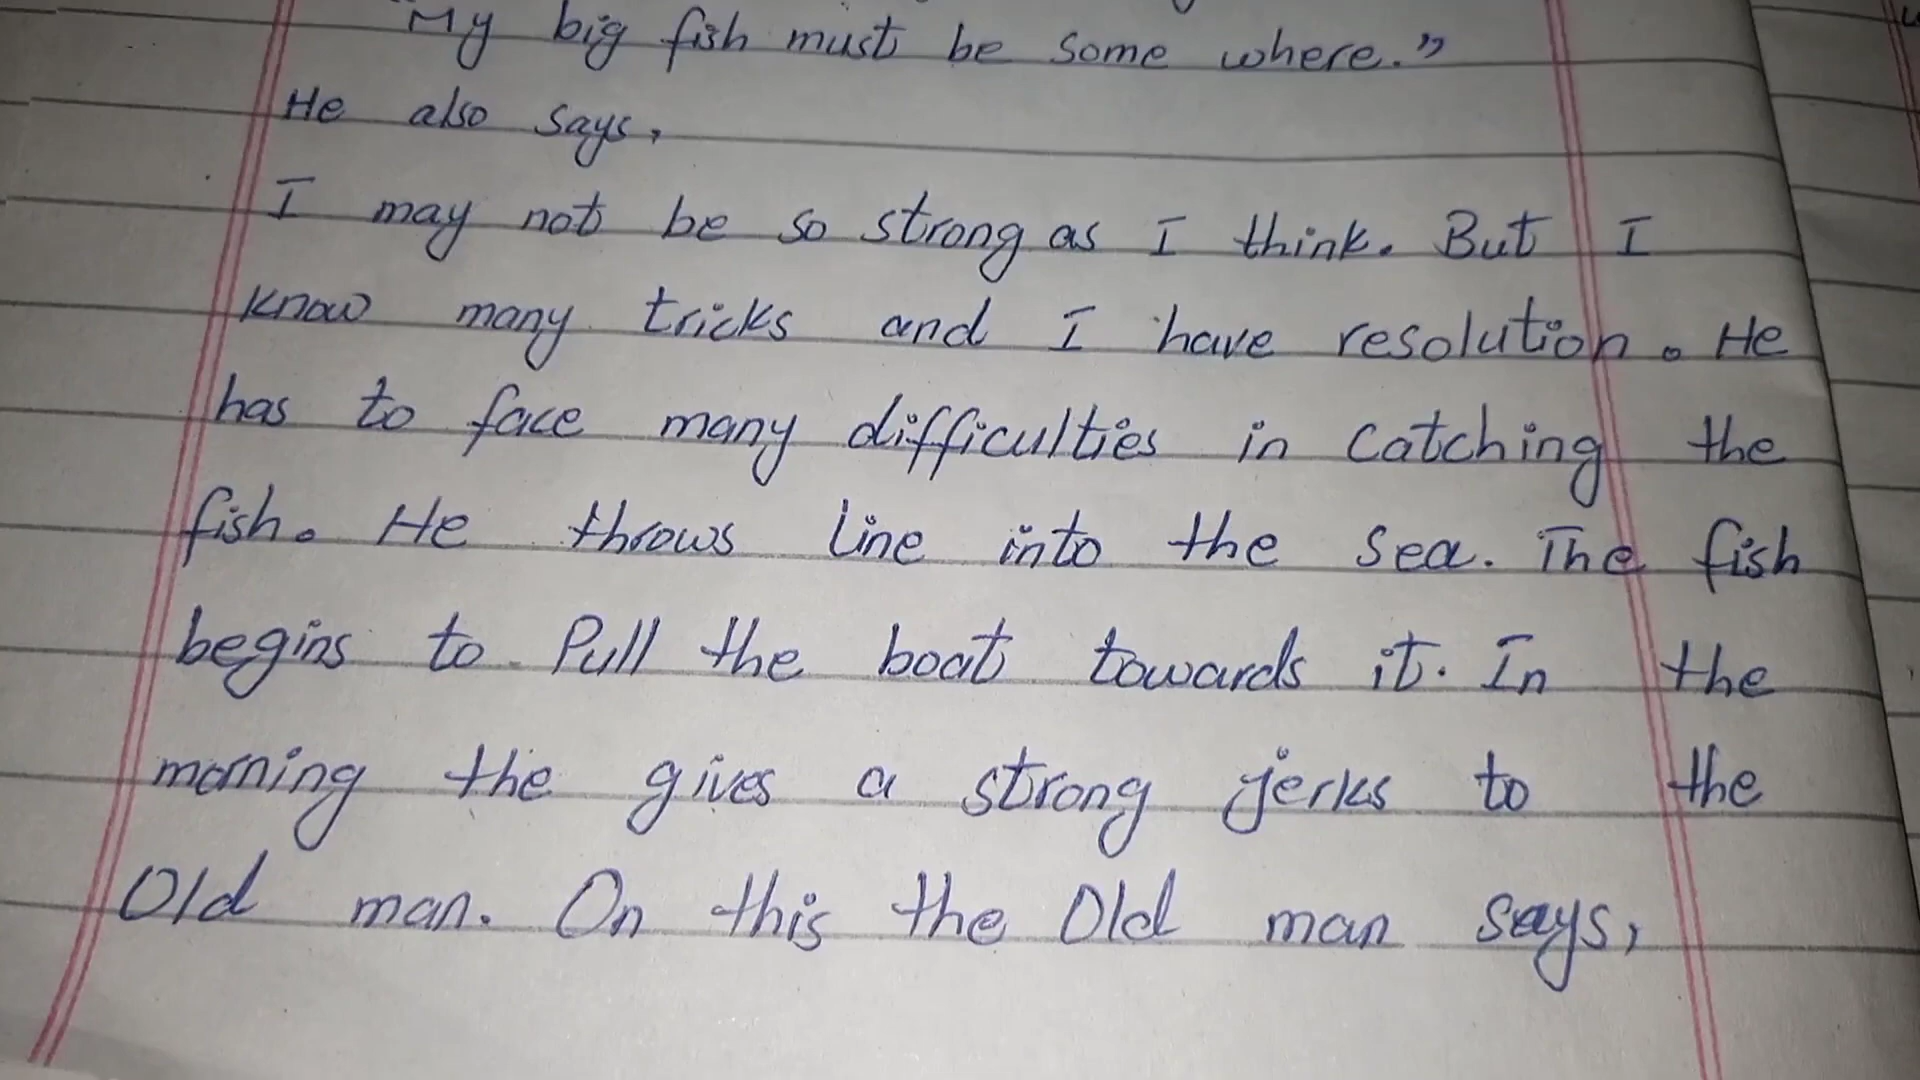 "My big fish must be some where."
He also says,
I may not be so strong as I think. But I
know many tricks and I have resolution. He
has to face many difficulties in catching the
fish. He throws line into the sea. The fish
begins to Pull the boat towards it. In the
morning the gives a strong jerks to the
Old man. On this the Old man says,